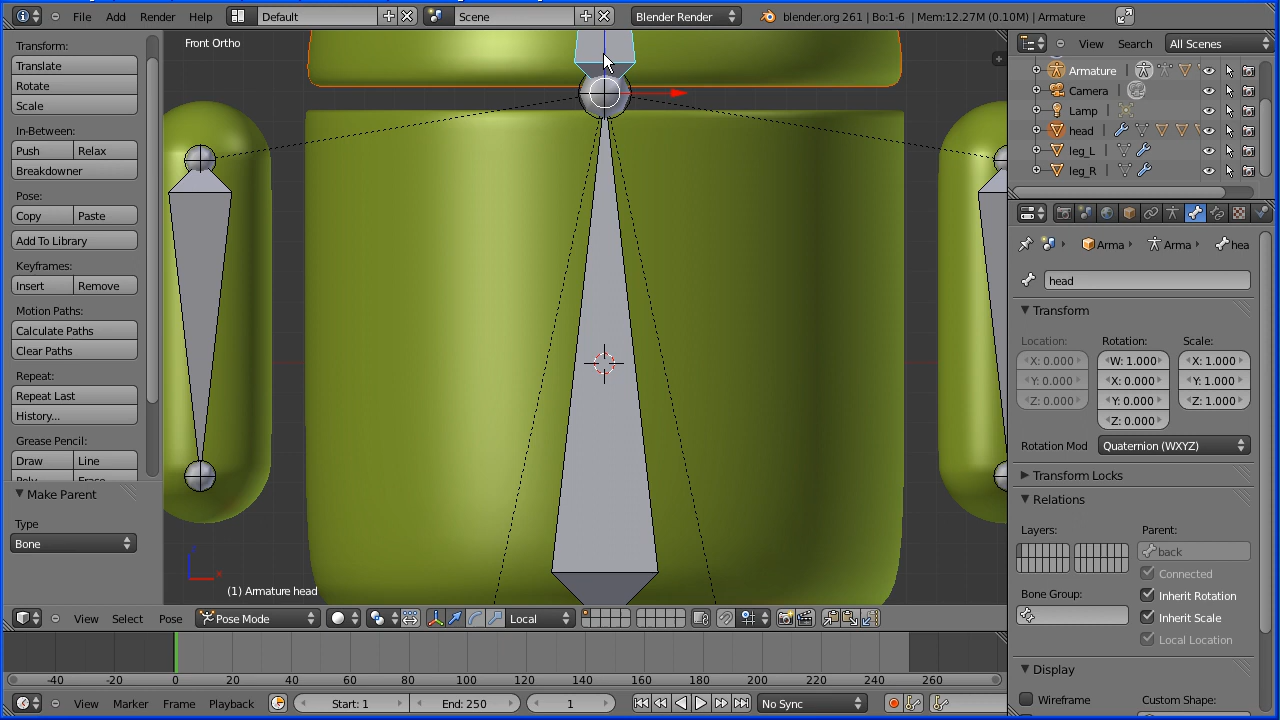 File Add Render Help Default Scene Blender Render blender.org 261 | Bo:1-6 | Mem:12.27M (0.10M) | Armature
Transform:
Translate
Rotate
Scale
In-Between:
Push Relax
Breakdowner
Pose:
Copy Paste
Add To Library
Keyframes:
Insert Remove
Motion Paths:
Calculate Paths
Clear Paths
Repeat:
Repeat Last
History...
Grease Pencil:
Draw Line
Make Parent
Type
Bone
Front Ortho
(1) Armature head
View Select Pose Pose Mode Local
-40 -20 0 20 40 60 80 100 120 140 160 180 200 220 240 260
View Marker Frame Playback Start: 1 End: 250 1 No Sync
View Search All Scenes
Armature
Camera
Lamp
head
leg_L
leg_R
Arma Arma hea
head
Transform
Location: Rotation: Scale:
X: 0.000 W: 1.000 X: 1.000
Y: 0.000 X: 0.000 Y: 1.000
Z: 0.000 Y: 0.000 Z: 1.000
Z: 0.000
Rotation Mod Quaternion (WXYZ)
Transform Locks
Relations
Layers: Parent:
back
Connected
Bone Group: Inherit Rotation
Inherit Scale
Local Location
Display
Wireframe Custom Shape: